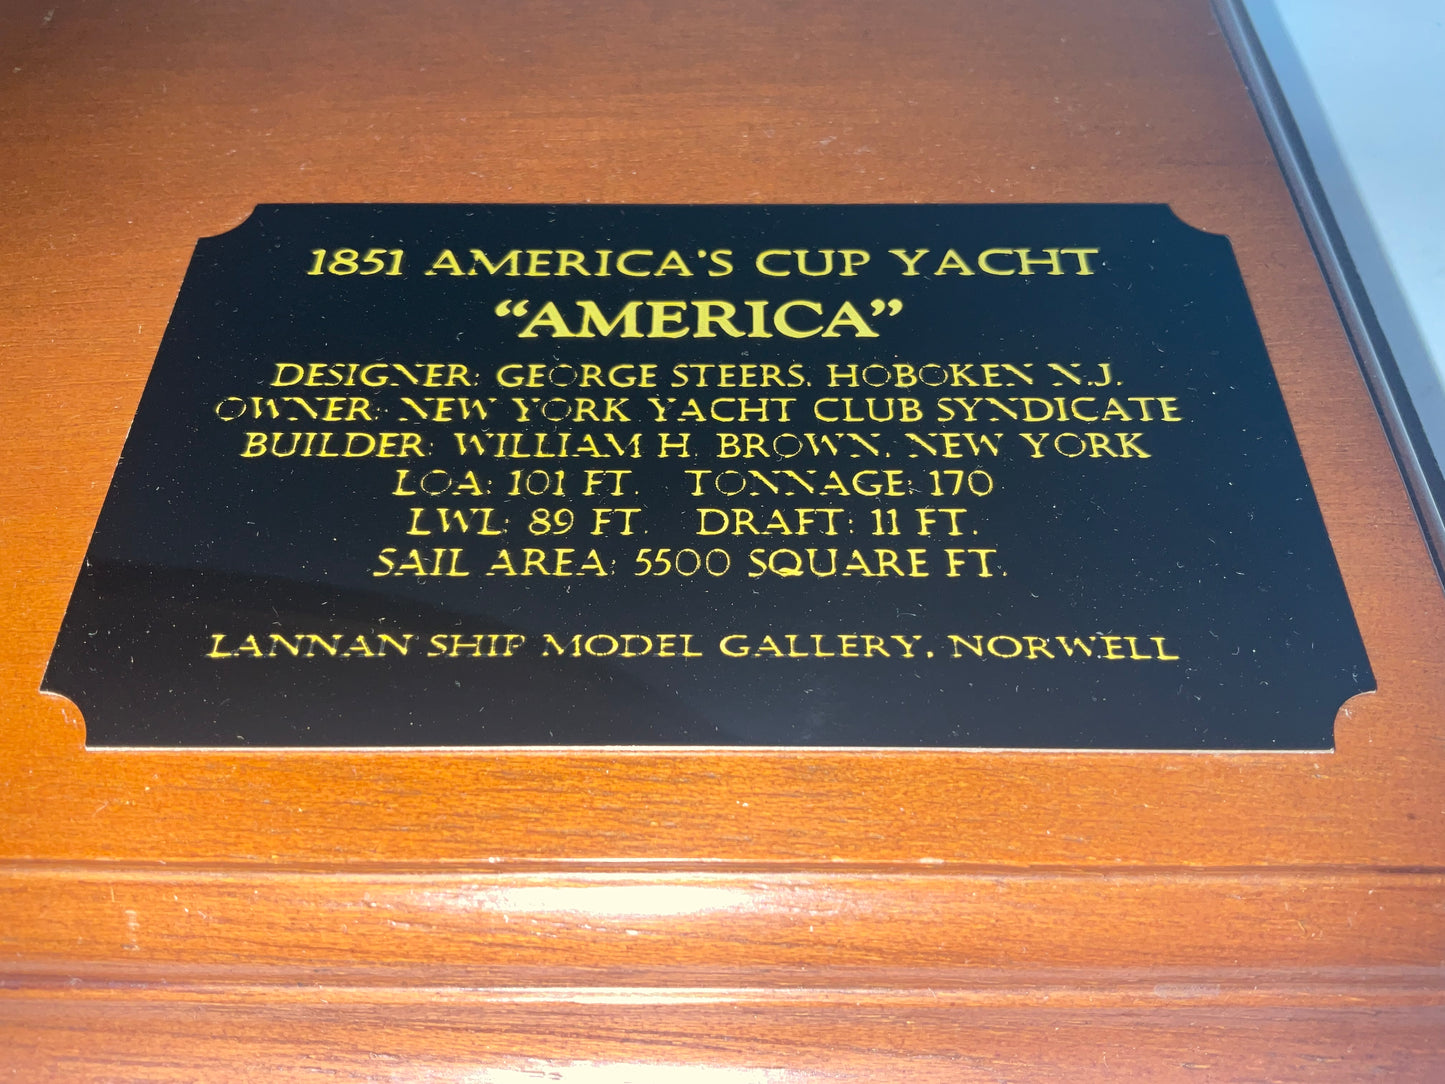 1851 AMERICA'S CUP YACHT
“AMERICA”
DESIGNER: GEORGE STEERS, HOBOKEN N.J.
OWNER: NEW YORK YACHT CLUB SYNDICATE
BUILDER: WILLIAM H. BROWN, NEW YORK
LOA: 101 FT. TONNAGE: 170
LWL: 89 FT. DRAFT: 11 FT.
SAIL AREA: 5500 SQUARE FT.
LANNAN SHIP MODEL GALLERY, NORWELL